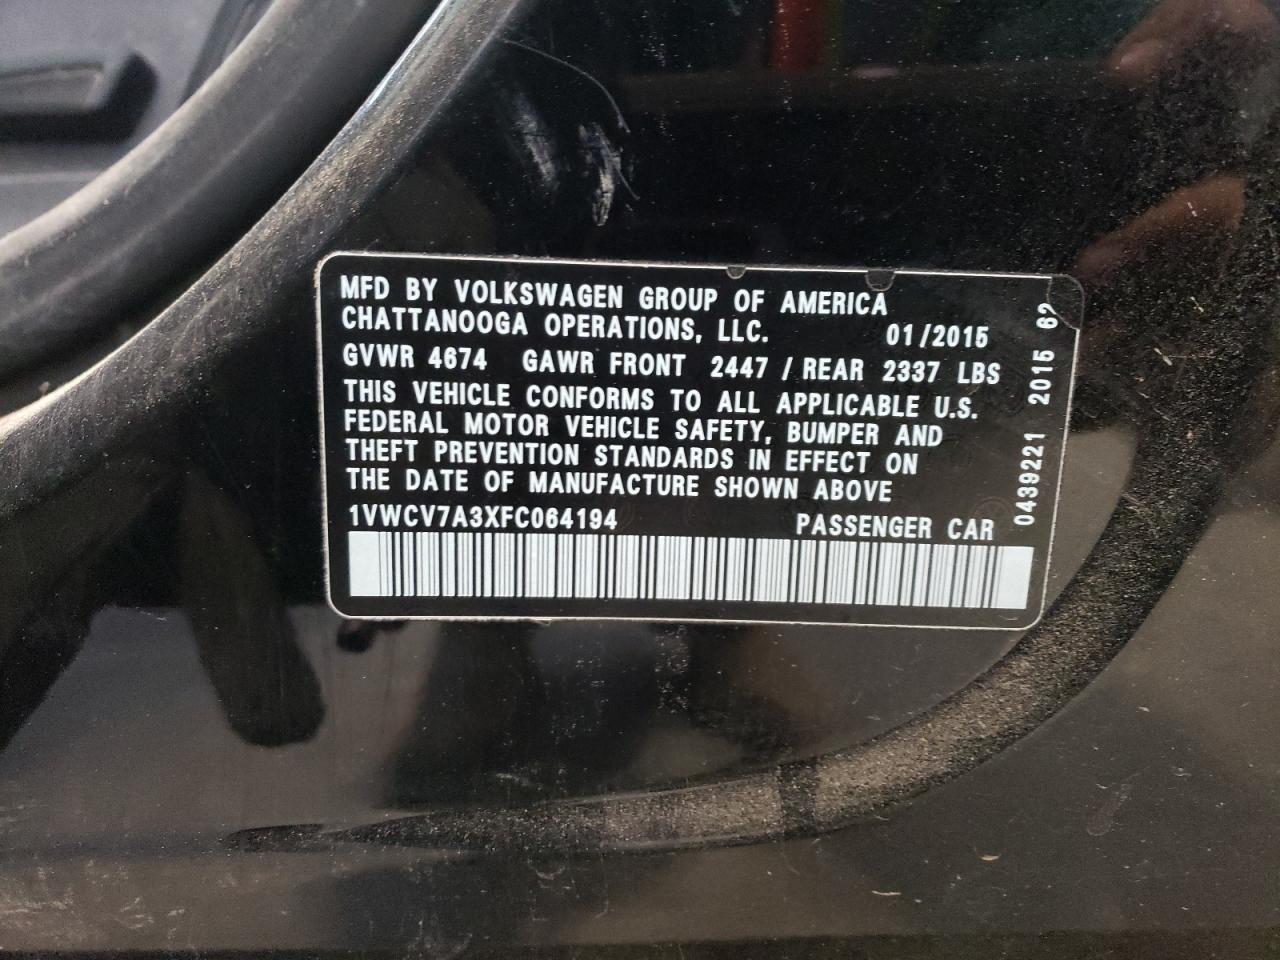 MFD BY VOLKSWAGEN GROUP OF AMERICA
CHATTANOOGA OPERATIONS, LLC. 01/2015
GVWR 4674 GAWR FRONT 2447 / REAR 2337 LBS
THIS VEHICLE CONFORMS TO ALL APPLICABLE U.S.
FEDERAL MOTOR VEHICLE SAFETY, BUMPER AND
THEFT PREVENTION STANDARDS IN EFFECT ON
THE DATE OF MANUFACTURE SHOWN ABOVE
1VWCV7A3XFC064194 PASSENGER CAR
0439221 2015 62